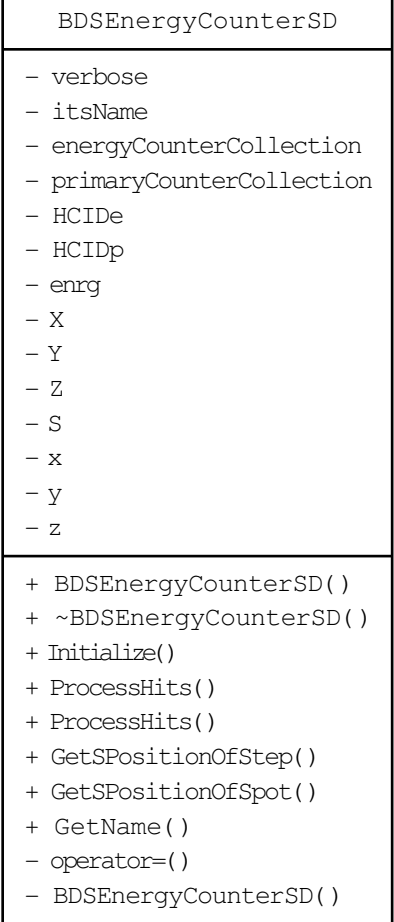 BDSEnergyCounterSD
- verbose
- itsName
- energyCounterCollection
- primaryCounterCollection
- HCIDe
- HCIDp
- enrg
- X
- Y
- Z
- S
- x
- y
- z
+ BDSEnergyCounterSD()
+ ~BDSEnergyCounterSD()
+ Initialize()
+ ProcessHits()
+ ProcessHits()
+ GetSPositionOfStep()
+ GetSPositionOfSpot()
+ GetName()
- operator=()
- BDSEnergyCounterSD()